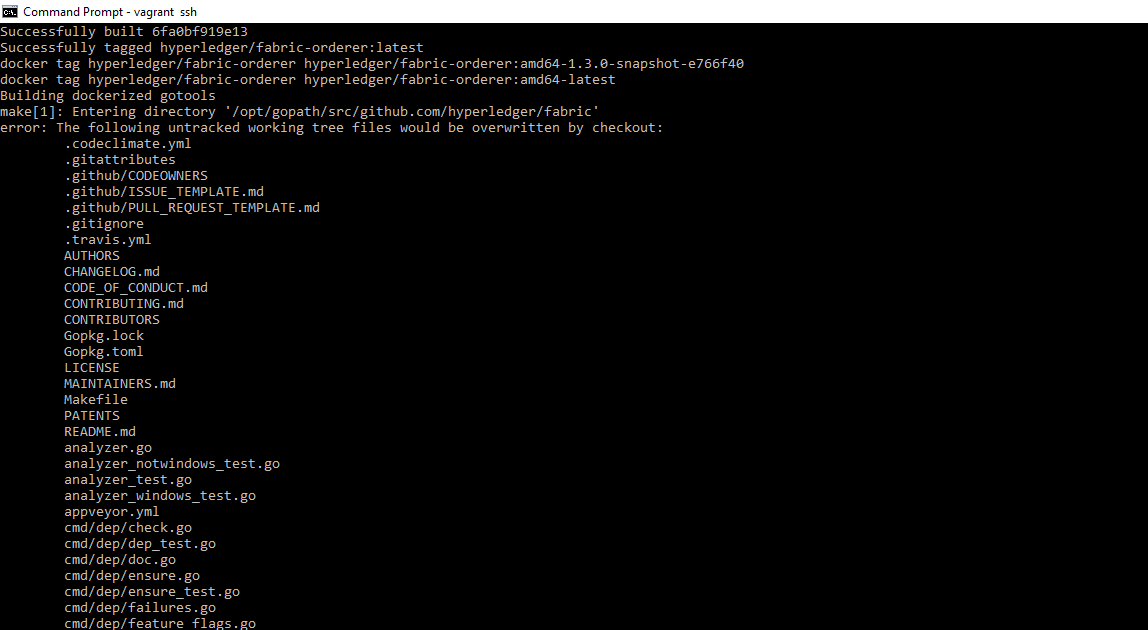 Command Prompt - vagrant ssh
Successfully built 6fa0bf919e13
Successfully tagged hyperledger/fabric-orderer:latest
docker tag hyperledger/fabric-orderer hyperledger/fabric-orderer:amd64-1.3.0-snapshot-e766f40
docker tag hyperledger/fabric-orderer hyperledger/fabric-orderer:amd64-latest
Building dockerized gotools
make[1]: Entering directory '/opt/gopath/src/github.com/hyperledger/fabric'
error: The following untracked working tree files would be overwritten by checkout:
.codeclimate.yml
.gitattributes
.github/CODEOWNERS
.github/ISSUE_TEMPLATE.md
.github/PULL_REQUEST_TEMPLATE.md
.gitignore
.travis.yml
AUTHORS
CHANGELOG.md
CODE_OF_CONDUCT.md
CONTRIBUTING.md
CONTRIBUTORS
Gopkg.lock
Gopkg.toml
LICENSE
MAINTAINERS.md
Makefile
PATENTS
README.md
analyzer.go
analyzer_notwindows_test.go
analyzer_test.go
analyzer_windows_test.go
appveyor.yml
cmd/dep/check.go
cmd/dep/dep_test.go
cmd/dep/doc.go
cmd/dep/ensure.go
cmd/dep/ensure_test.go
cmd/dep/failures.go
cmd/dep/feature_flags.go